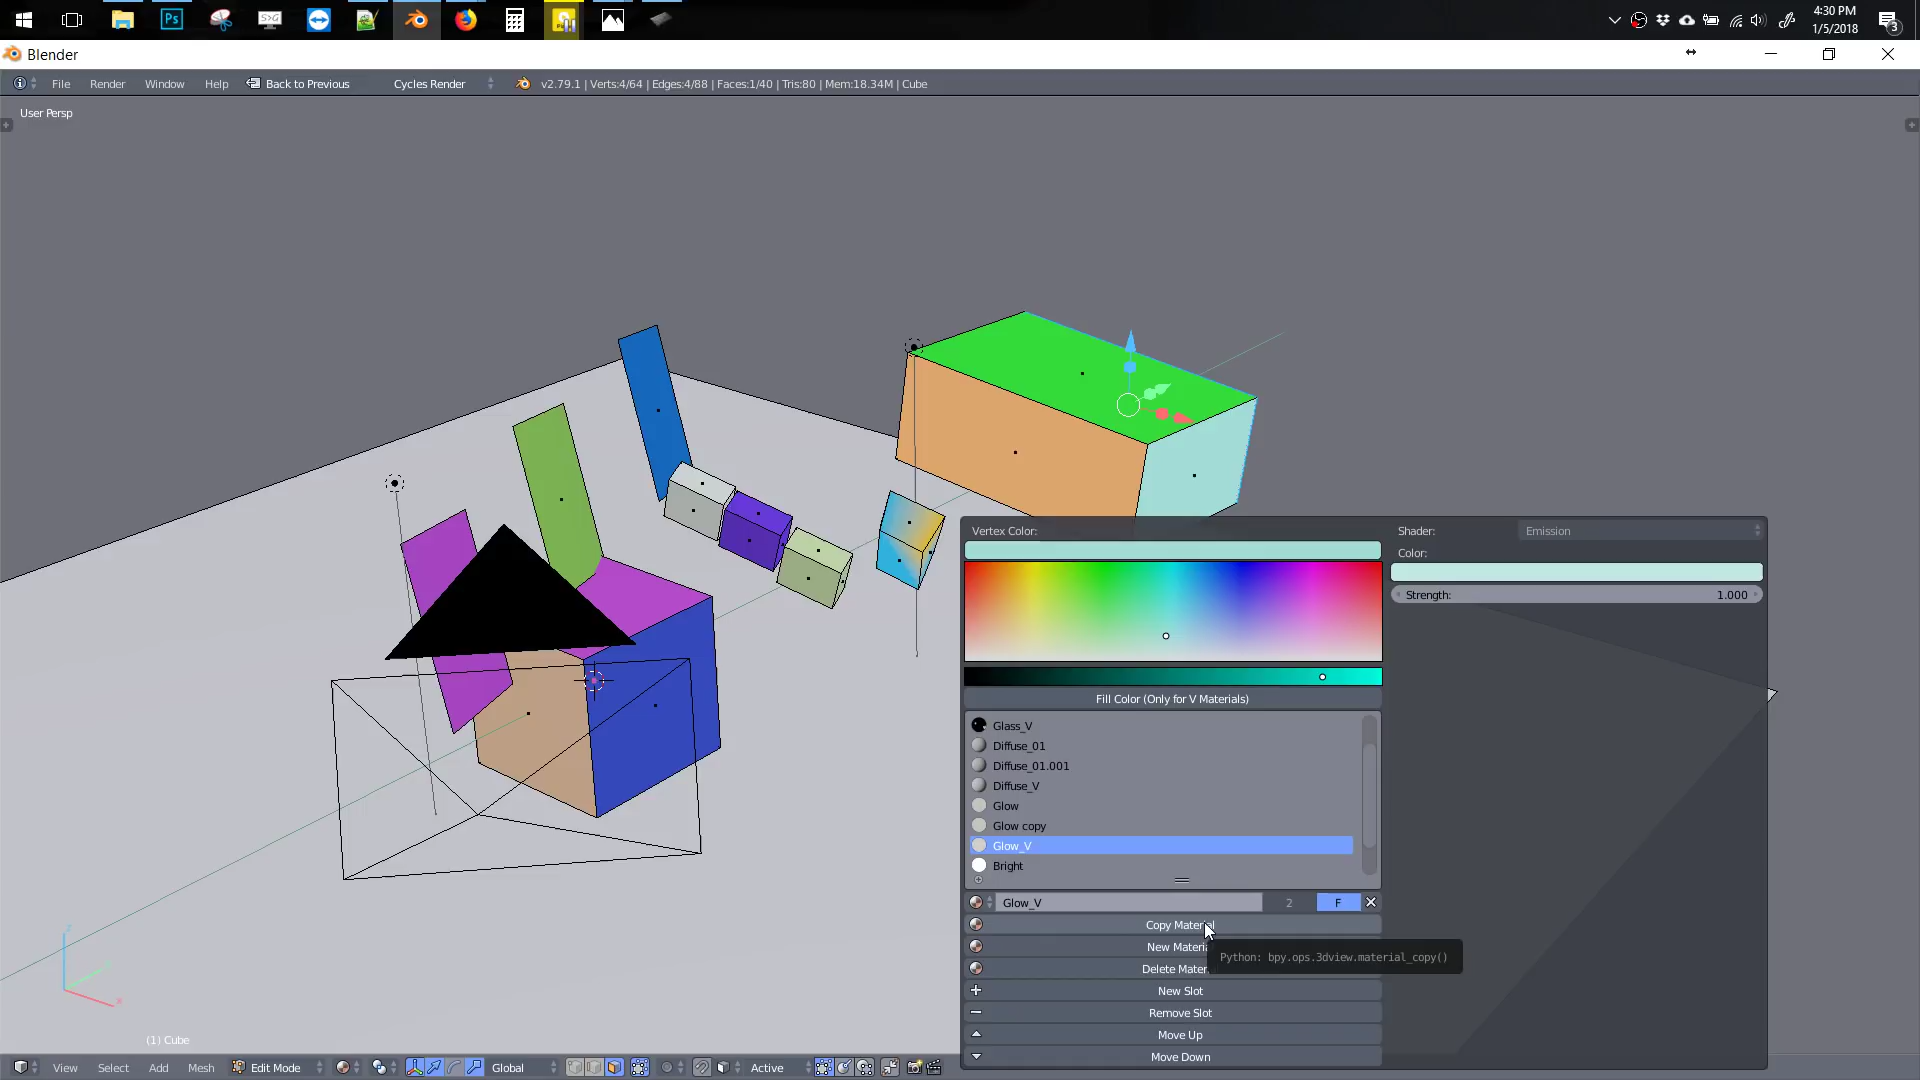 Ps
S>G
4:30 PM
1/5/2018
3
Blender
File Render Window Help Back to Previous Cycles Render v2.79.1 | Verts:4/64 | Edges:4/88 | Faces:1/40 | Tris:80 | Mem:18.34M | Cube
User Persp
Vertex Color:
Shader: Emission
Color:
Strength: 1.000
Fill Color (Only for V Materials)
Glass_V
Diffuse_01
Diffuse_01.001
Diffuse_V
Glow
Glow copy
Glow_V
Bright
Glow_V 2 F
Copy Material
New Materia
Delete Mater
Python: bpy.ops.3dview.material_copy()
New Slot
Remove Slot
Move Up
Move Down
z
x
(1) Cube
View Select Add Mesh Edit Mode Global Active